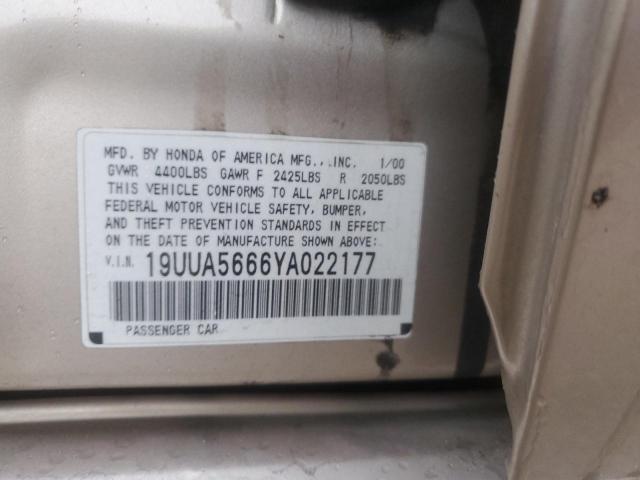 MFD. BY HONDA OF AMERICA MFG., INC. 1/00
GVWR 4400LBS GAWR F 2425LBS R 2050LBS
THIS VEHICLE CONFORMS TO ALL APPLICABLE
FEDERAL MOTOR VEHICLE SAFETY, BUMPER,
AND THEFT PREVENTION STANDARDS IN EFFECT
ON THE DATE OF MANUFACTURE SHOWN ABOVE:
V.I.N. 19UUA5666YA022177
PASSENGER CAR